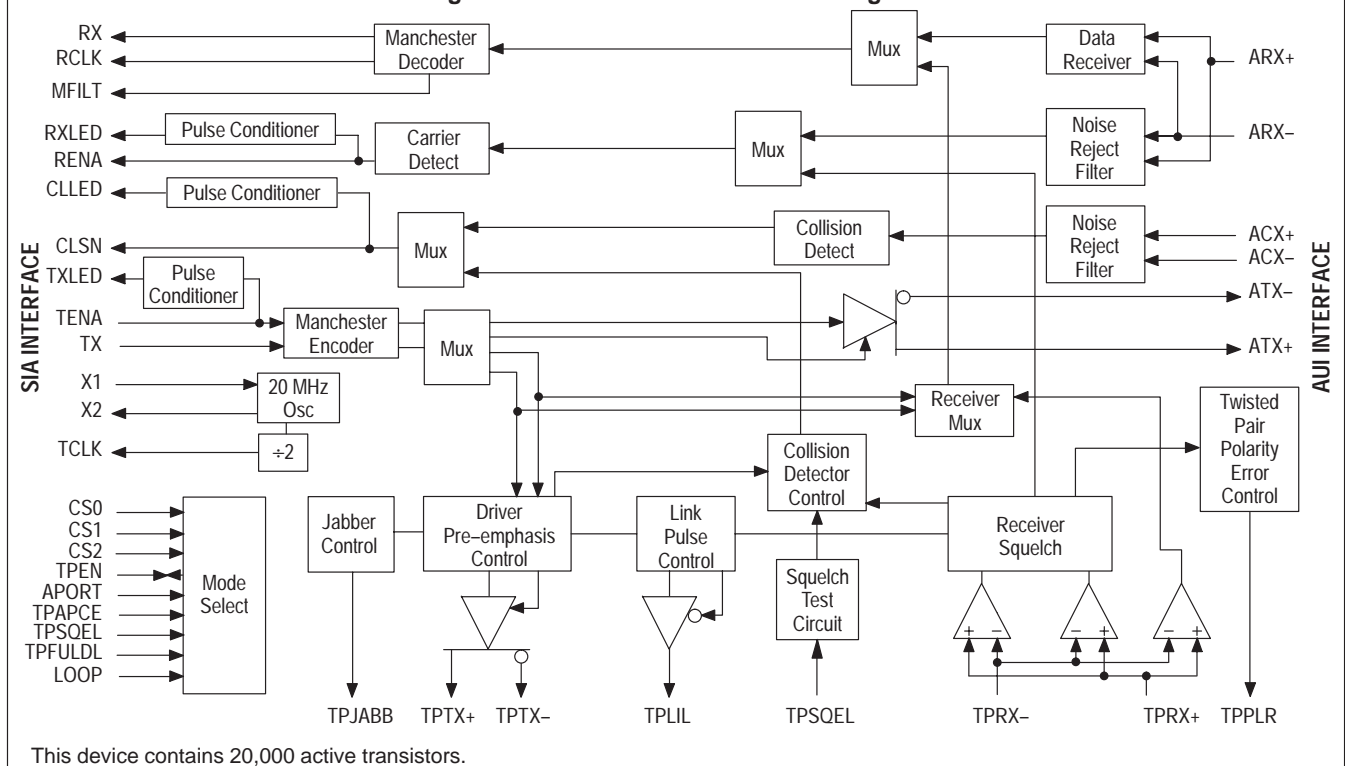 RX
RCLK
MFILT
RXLED
RENA
CLLED
CLSN
TXLED
TENA
TX
X1
X2
TCLK
CS0
CS1
CS2
TPEN
APORT
TPAPCE
TPSQEL
TPFULDL
LOOP
SIA INTERFACE
Manchester
Decoder
Pulse Conditioner
Carrier
Detect
Pulse Conditioner
Mux
Mux
Mux
Data
Receiver
Noise
Reject
Filter
Noise
Reject
Filter
Collision
Detect
Pulse
Conditioner
Manchester
Encoder
Mux
20 MHz
Osc
÷2
Receiver
Mux
Twisted
Pair
Polarity
Error
Control
Collision
Detector
Control
Mode
Select
Jabber
Control
Driver
Pre–emphasis
Control
Link
Pulse
Control
Squelch
Test
Circuit
Receiver
Squelch
+ –
– +
– +
ARX+
ARX–
ACX+
ACX–
ATX–
ATX+
AUI INTERFACE
TPJABB
TPTX+
TPTX–
TPLIL
TPSQEL
TPRX–
TPRX+
TPPLR
This device contains 20,000 active transistors.